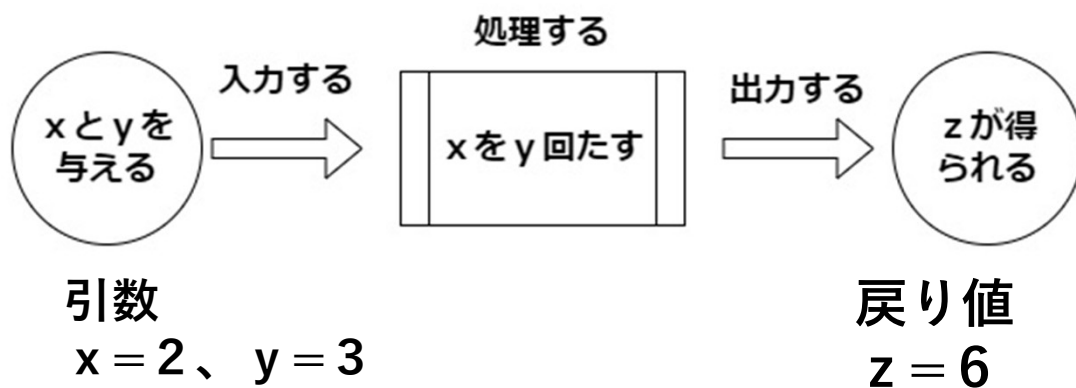 処理する
入力する
出力する
xとyを
与える
xをy回たす
zが得
られる
引数
x＝2、y＝3
戻り値
z＝6